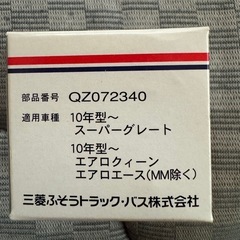 部品番号 QZ072340
適用車種 10年型～
スーパーグレート
10年型～
エアロクィーン
エアロエース(MM除く)
三菱ふそうトラック・バス株式会社